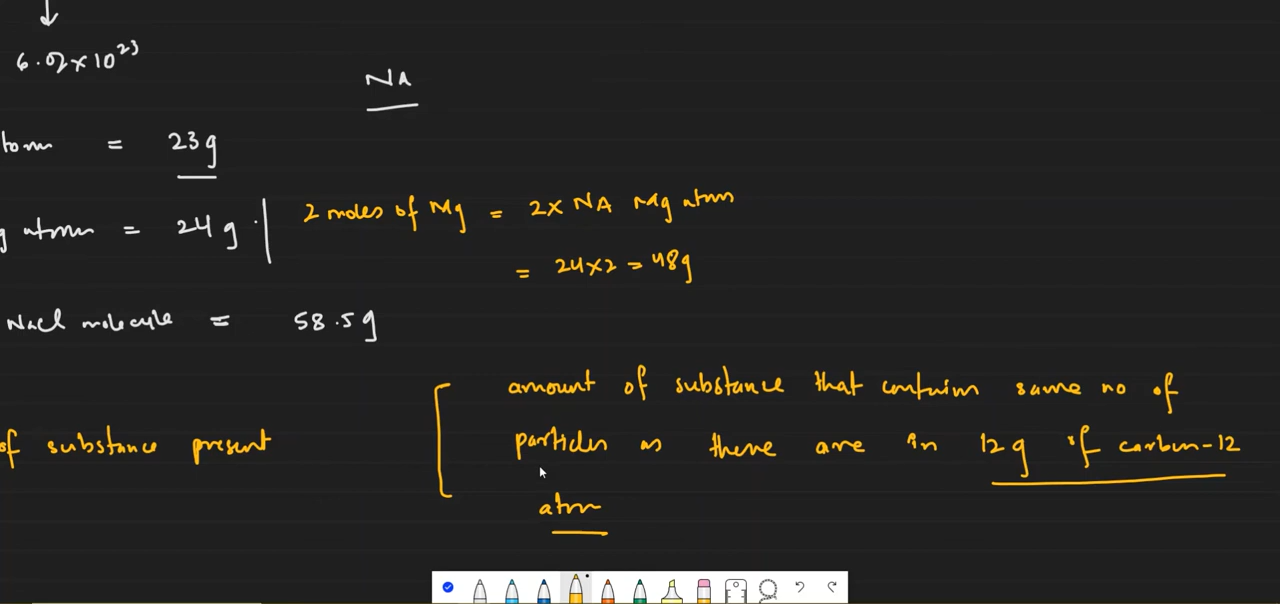 6.02×10²³
NA
tom = 23g
g atom = 24 g.
2 moles of Mg = 2× NA Mg atom
= 24×2 = 48g
NaCl molecule = 58.5g
amount of substance that contain same no of
of substance present
particles as there are in 12g of carbon-12
atom